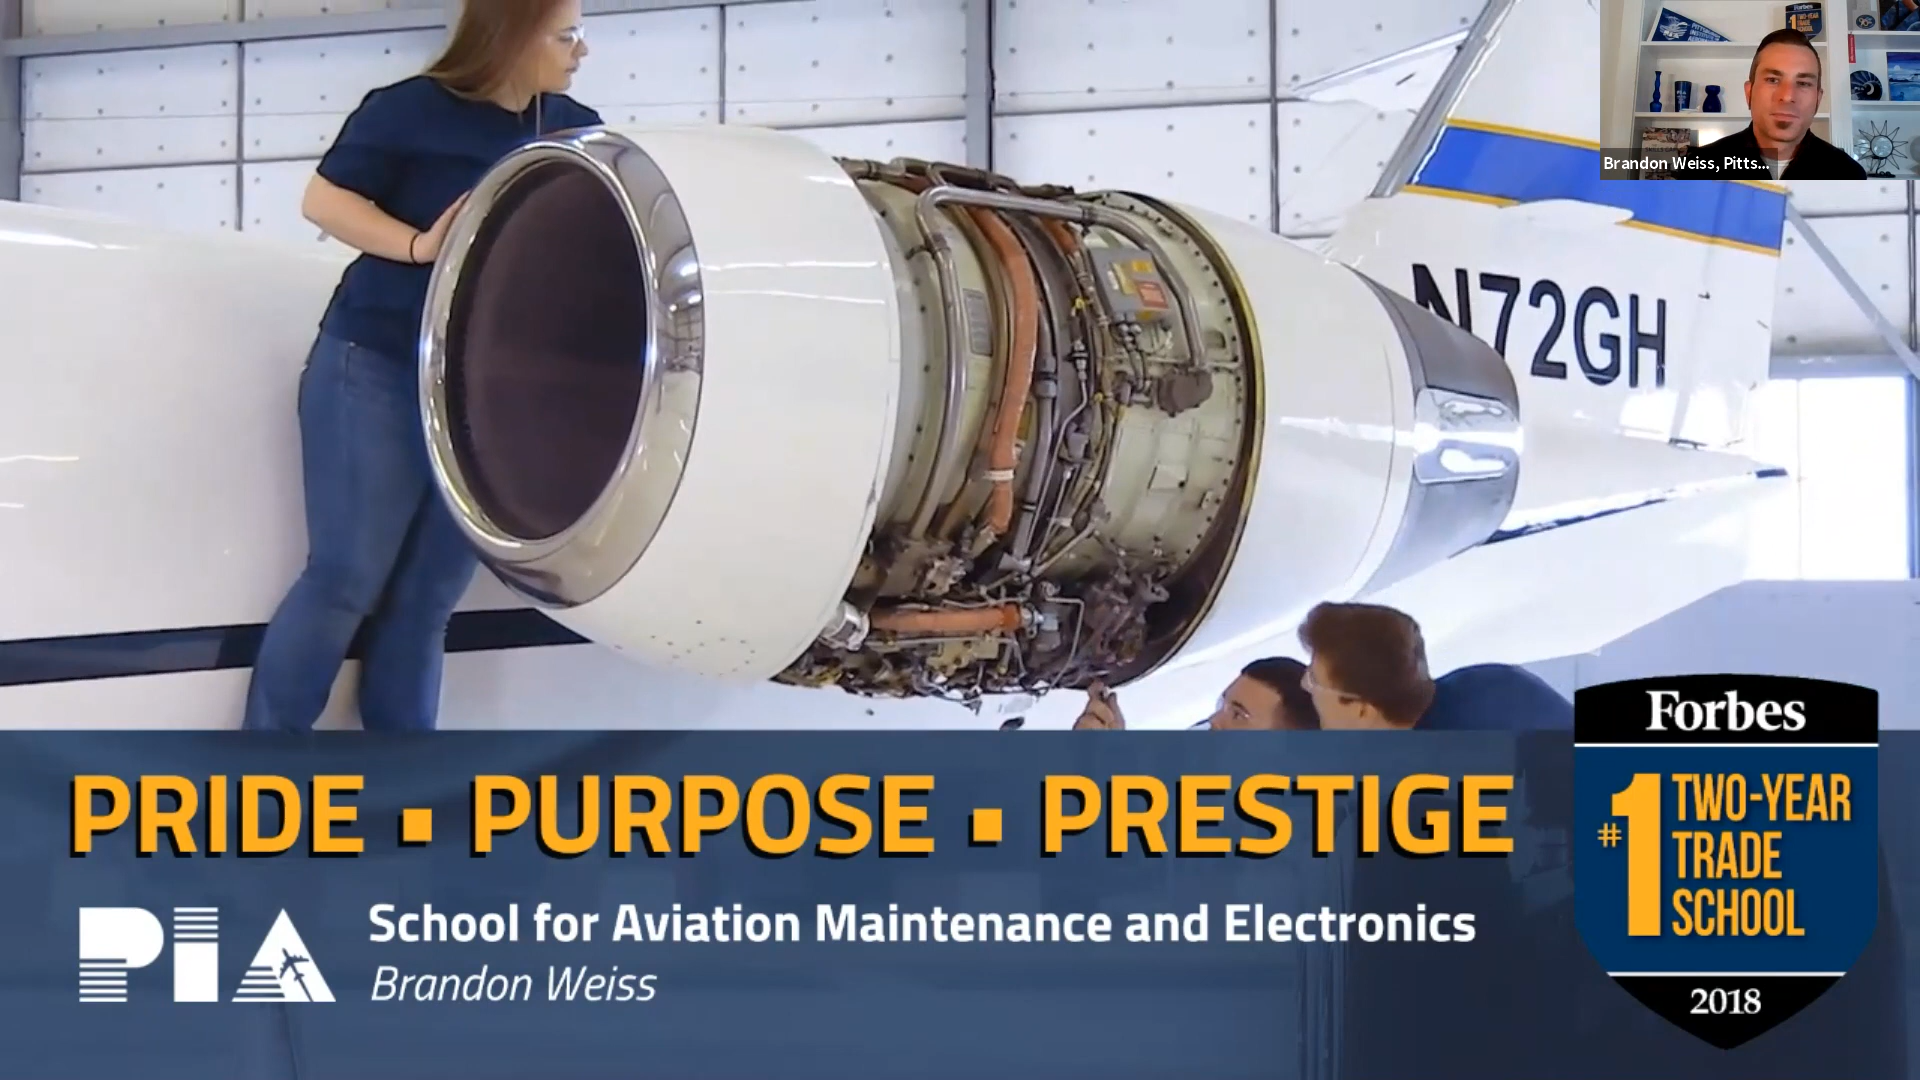 Brandon Weiss, Pitts...
N72GH
PRIDE ▪ PURPOSE ▪ PRESTIGE
PIA
School for Aviation Maintenance and Electronics
Brandon Weiss
Forbes
#1 TWO-YEAR
TRADE
SCHOOL
2018